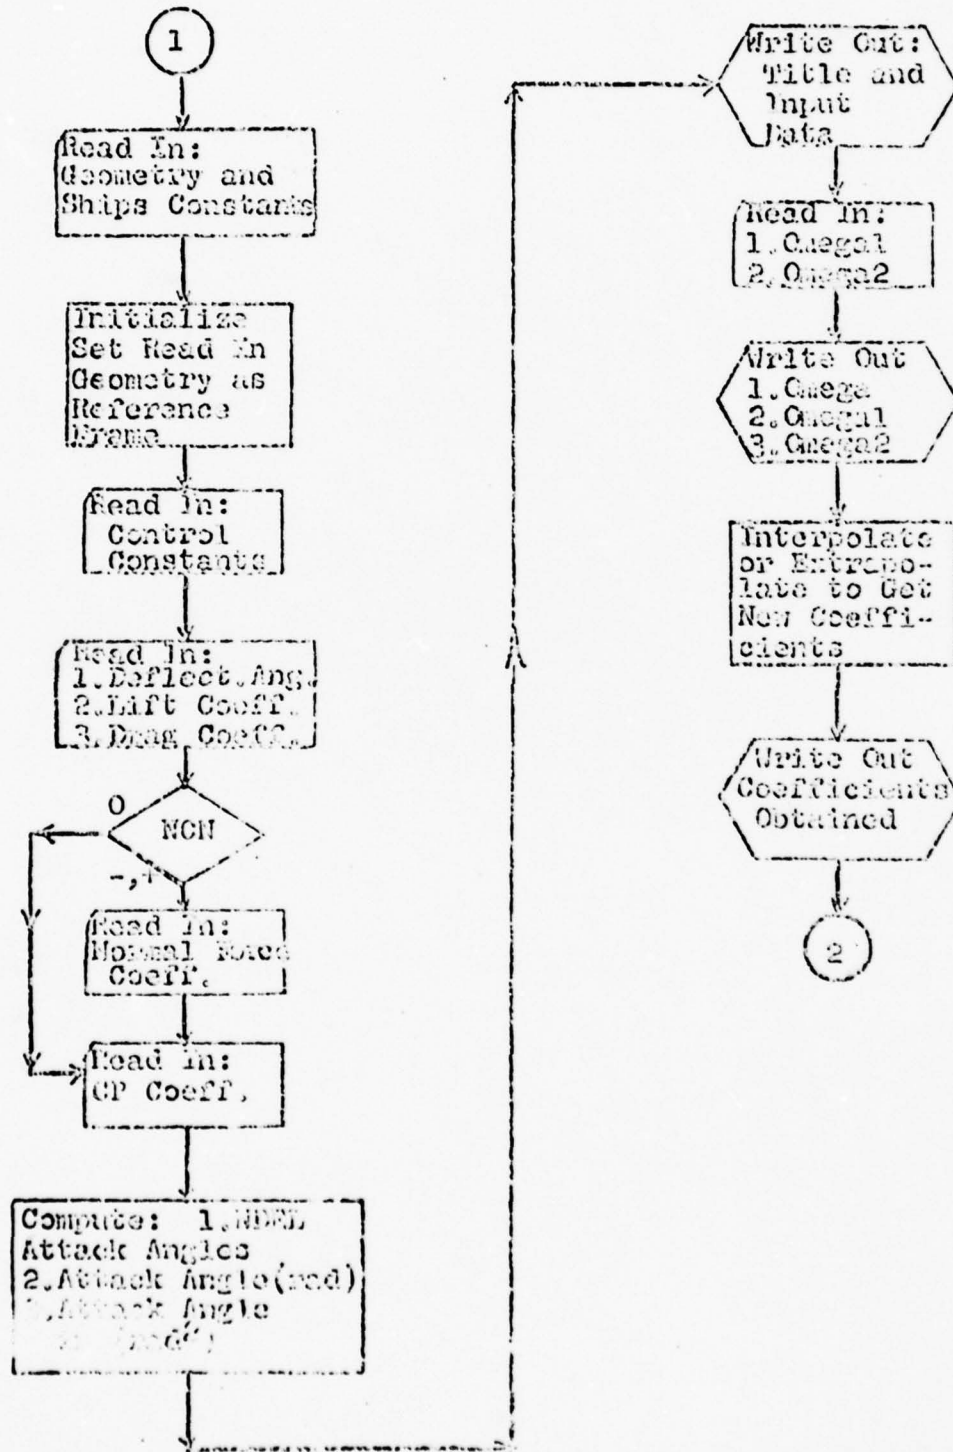 1
Read In:
Geometry and
Ships Constants
Initialize
Set Read In
Geometry as
Reference
Frame
Read In:
Control
Constants
Read In:
1.Deflect.Ang.
2.Lift Coeff.
3.Drag Coeff.
0
NCN
-,+
Read In:
Normal Force
Coeff.
Read In:
CP Coeff.
Compute: 1.NDEL
Attack Angles
2.Attack Angle(rad)
Attack Angle
Write Out:
Title and
Input
Data
Read In:
1.Omega1
2.Omega2
Write Out
1.Omega
2.Omega1
3.Omega2
Interpolate
or Extrapo-
late to Get
New Coeffi-
cients
Write Out
Coefficients
Obtained
2